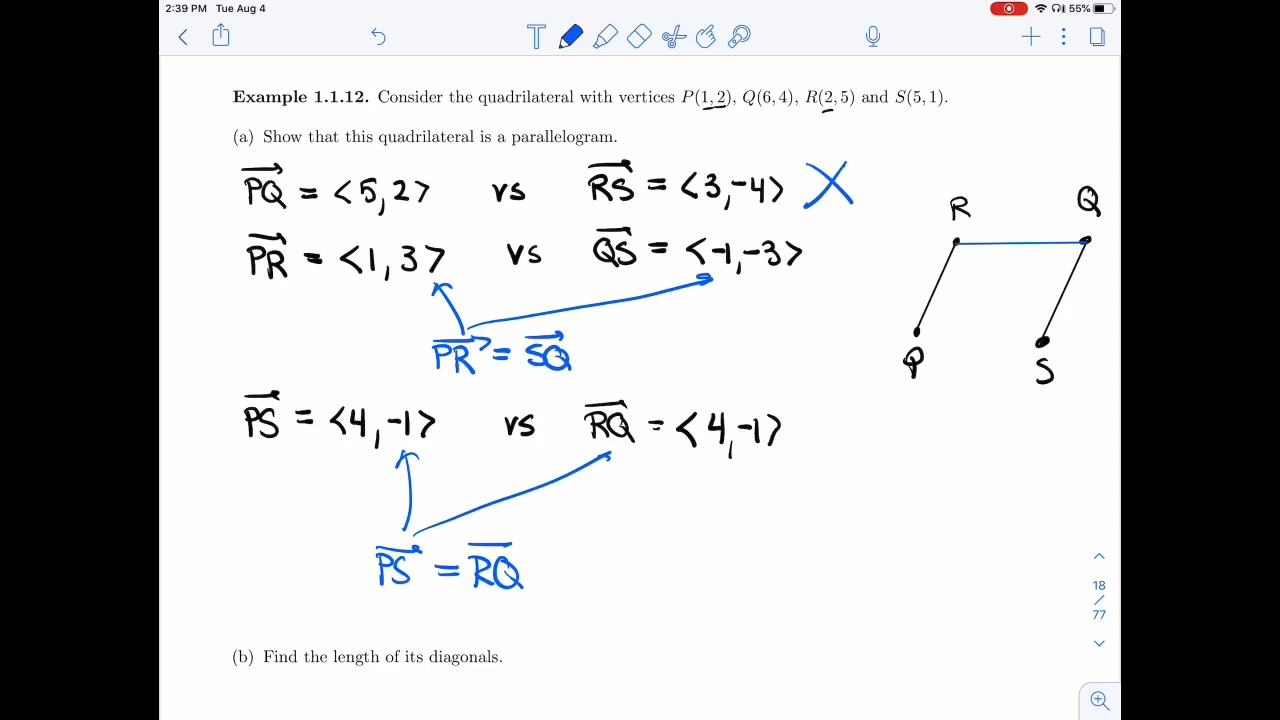 2:39 PM Tue Aug 4
55%
T
Example 1.1.12. Consider the quadrilateral with vertices P(1, 2), Q(6, 4), R(2, 5) and S(5, 1).
(a) Show that this quadrilateral is a parallelogram.
PQ = <5, 2> vs RS = <3, -4> X
R Q
PR = <1, 3> vs QS = <-1, -3>
PR = SQ
P S
PS = <4, -1> vs RQ = <4, -1>
PS = RQ
18
/
77
(b) Find the length of its diagonals.